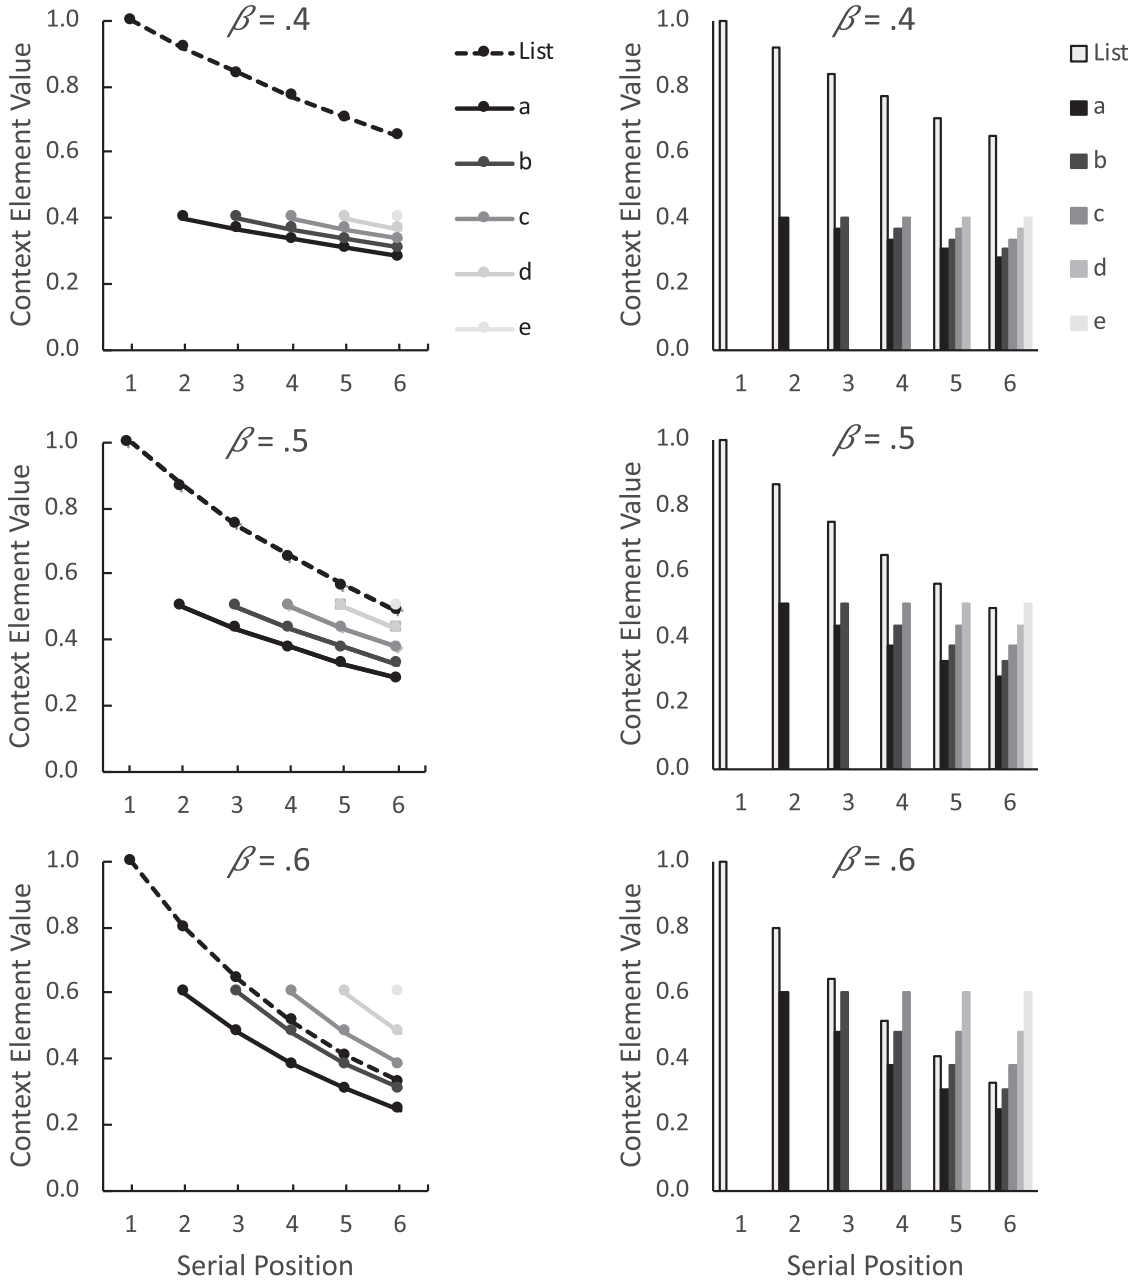 β = .4
Context Element Value
1.0
0.8
0.6
0.4
0.2
0.0
1 2 3 4 5 6
List
a
b
c
d
e
β = .4
Context Element Value
1.0
0.8
0.6
0.4
0.2
0.0
1 2 3 4 5 6
List
a
b
c
d
e
β = .5
Context Element Value
1.0
0.8
0.6
0.4
0.2
0.0
1 2 3 4 5 6
β = .5
Context Element Value
1.0
0.8
0.6
0.4
0.2
0.0
1 2 3 4 5 6
β = .6
Context Element Value
1.0
0.8
0.6
0.4
0.2
0.0
1 2 3 4 5 6
Serial Position
β = .6
Context Element Value
1.0
0.8
0.6
0.4
0.2
0.0
1 2 3 4 5 6
Serial Position